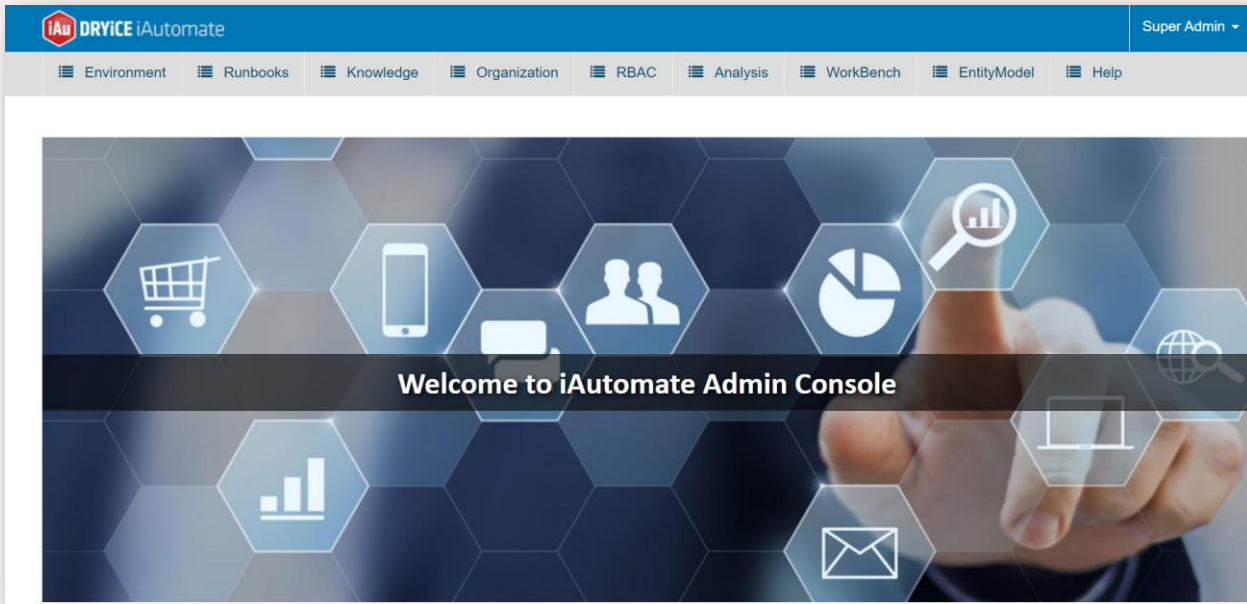 iAu DRYiCE iAutomate
Super Admin
Environment Runbooks Knowledge Organization RBAC Analysis WorkBench EntityModel Help
Welcome to iAutomate Admin Console